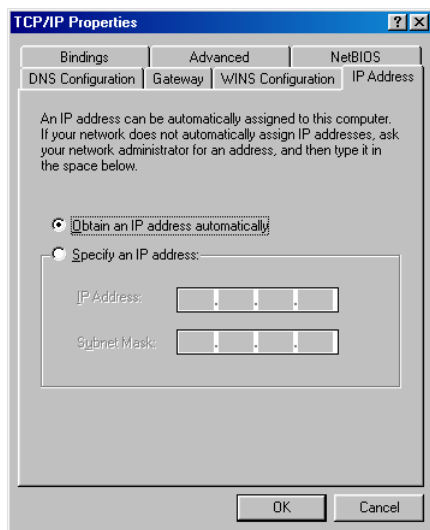 TCP/IP Properties
Bindings Advanced NetBIOS
DNS Configuration Gateway WINS Configuration IP Address
An IP address can be automatically assigned to this computer.
If your network does not automatically assign IP addresses, ask
your network administrator for an address, and then type it in
the space below.
Obtain an IP address automatically
Specify an IP address:
IP Address:
Subnet Mask:
OK Cancel